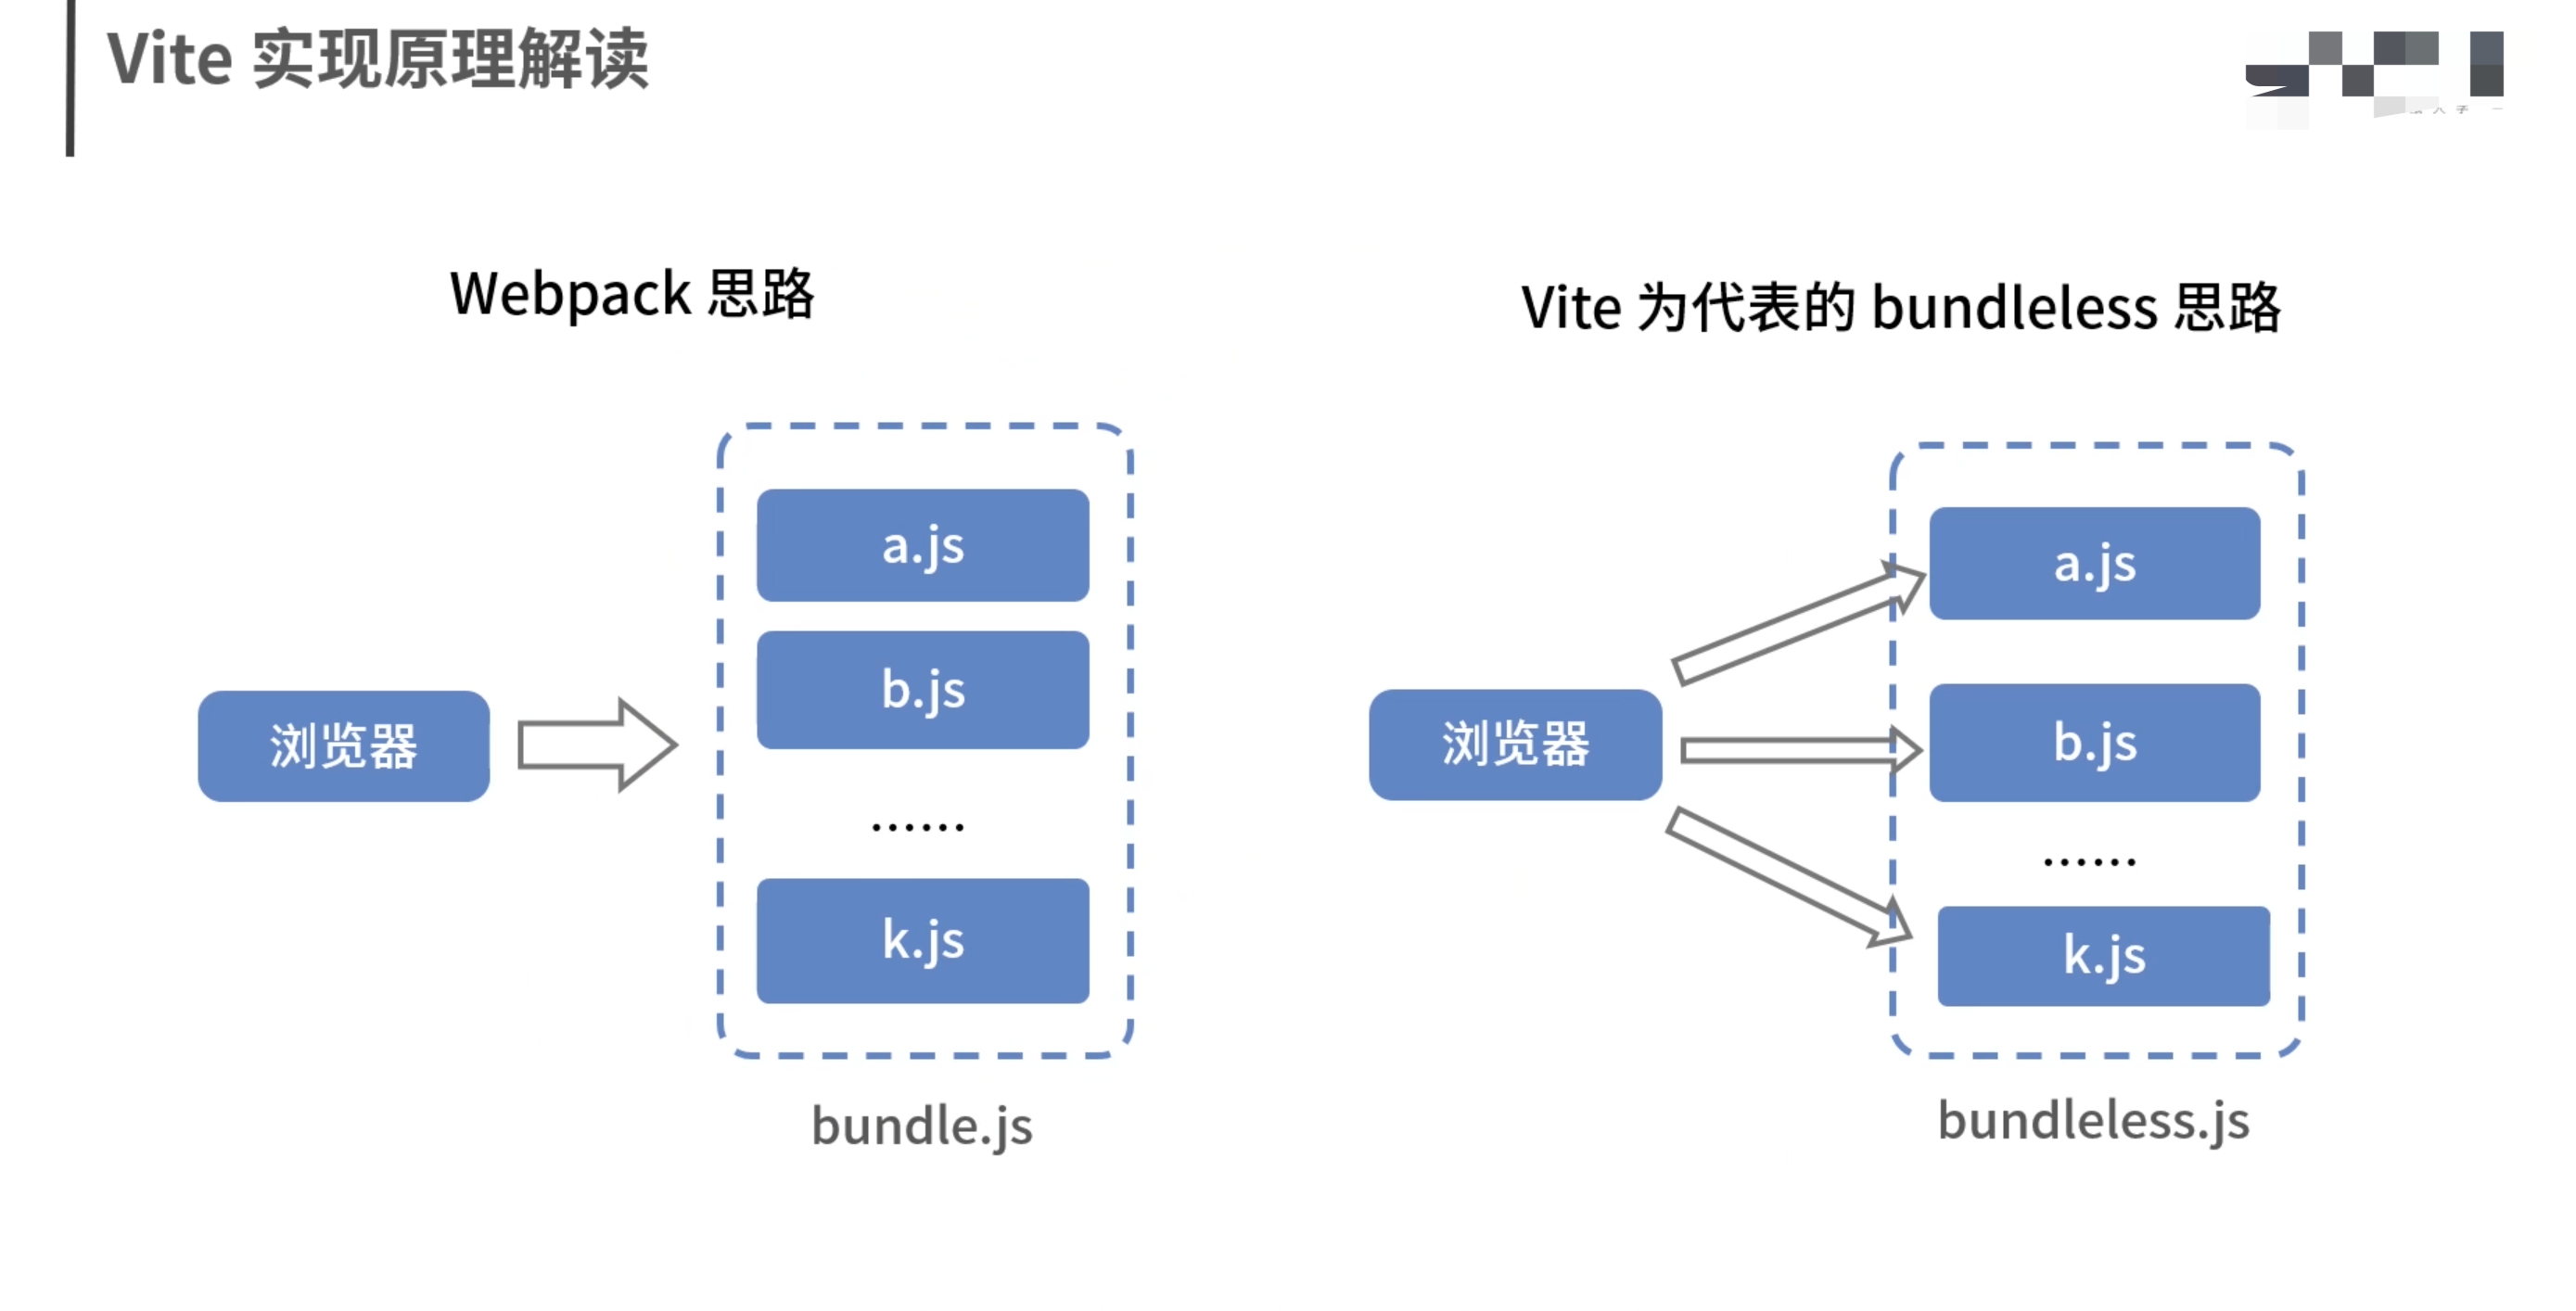 Vite 实现原理解读
Webpack 思路
浏览器
a.js
b.js
......
k.js
bundle.js
Vite 为代表的 bundleless 思路
浏览器
a.js
b.js
......
k.js
bundleless.js